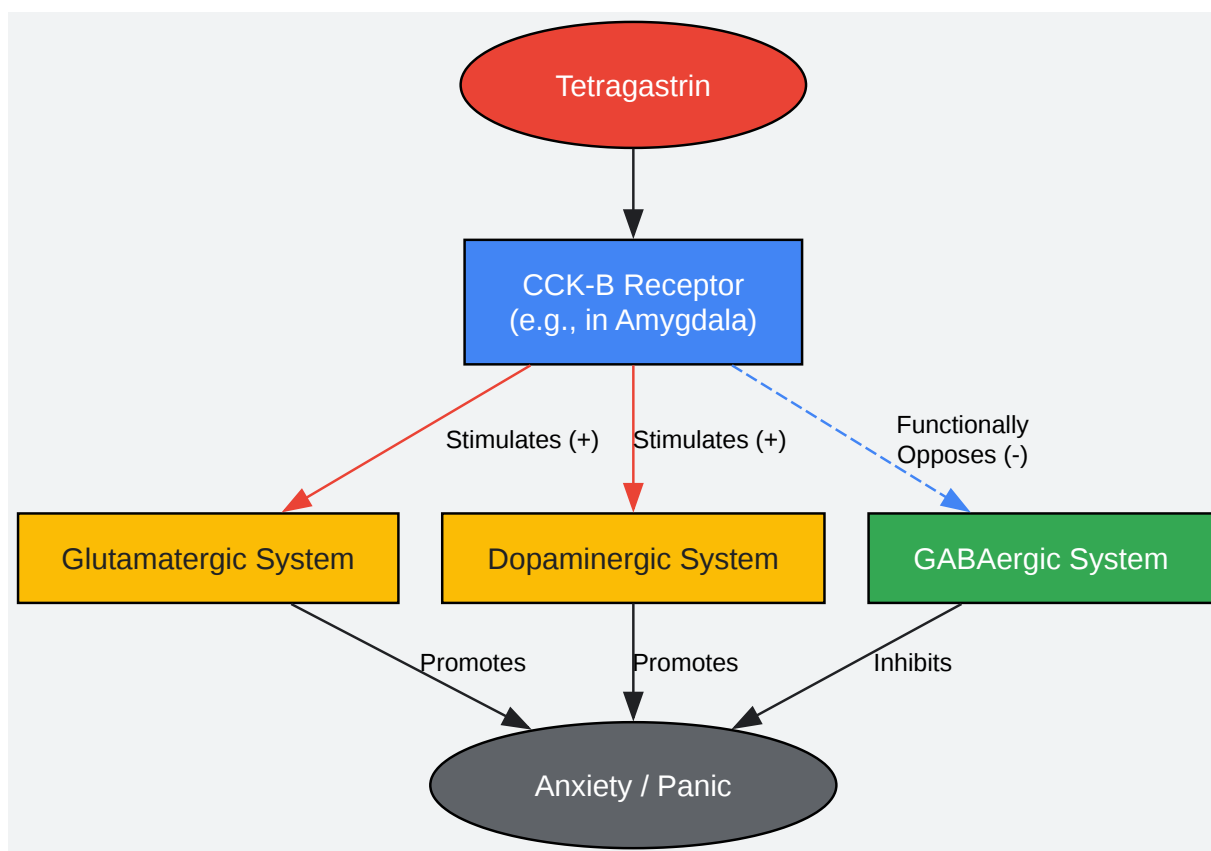 Tetragastrin
CCK-B Receptor
(e.g., in Amygdala)
Stimulates (+)
Stimulates (+)
Functionally
Opposes (-)
Glutamatergic System
Dopaminergic System
GABAergic System
Promotes
Promotes
Inhibits
Anxiety / Panic